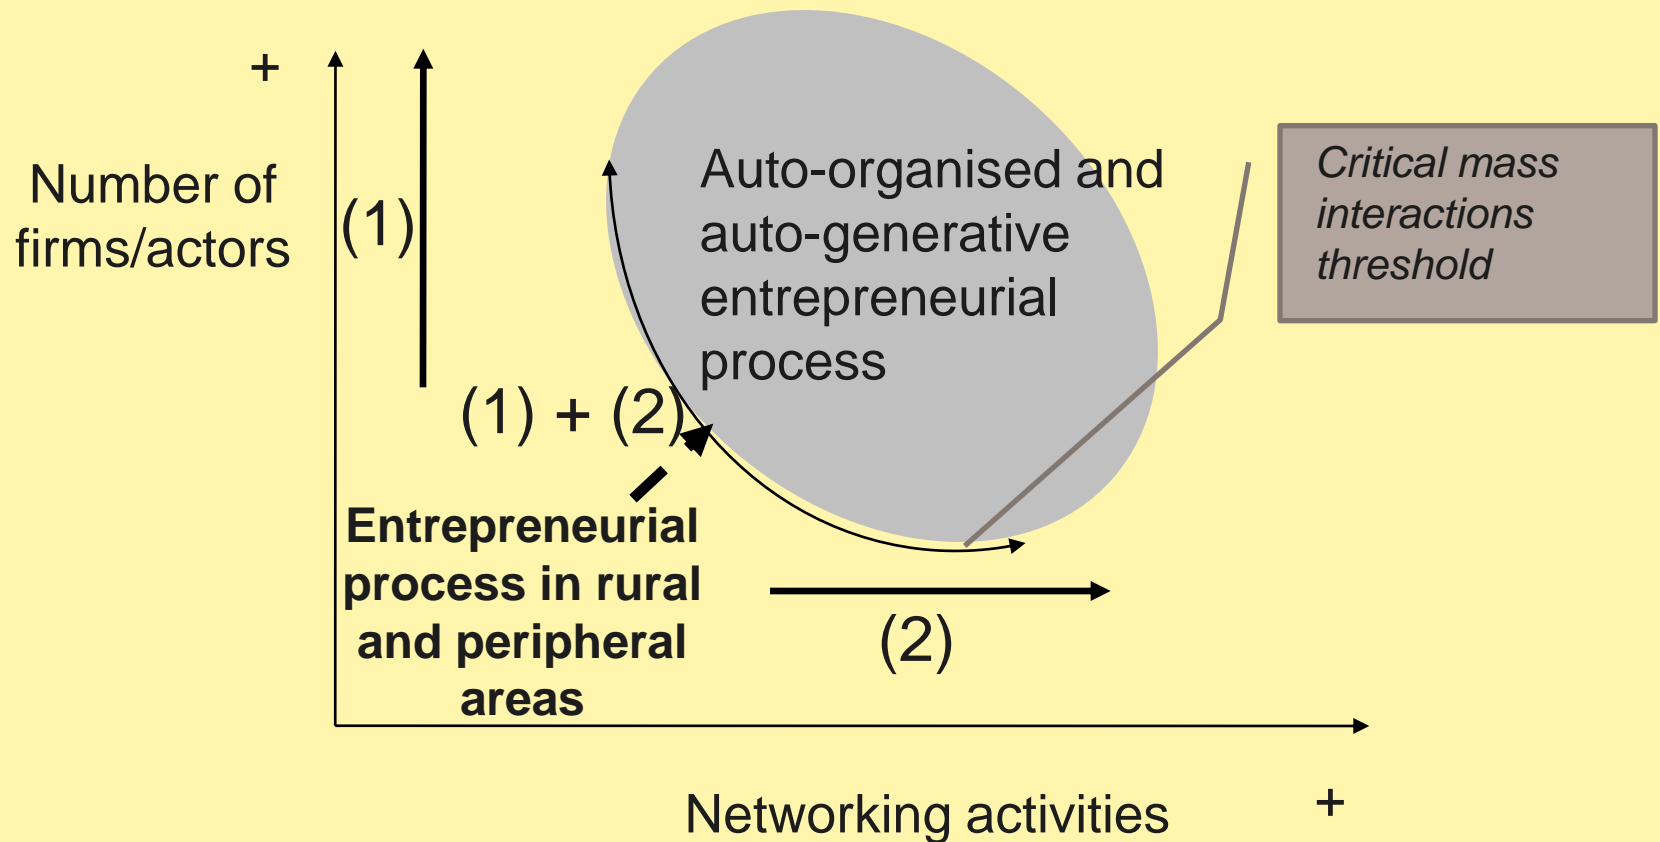 +
Number of
firms/actors
(1)
Auto-organised and
auto-generative
entrepreneurial
process
Critical mass
interactions
threshold
(1) + (2)
Entrepreneurial
process in rural
and peripheral
areas
(2)
Networking activities
+